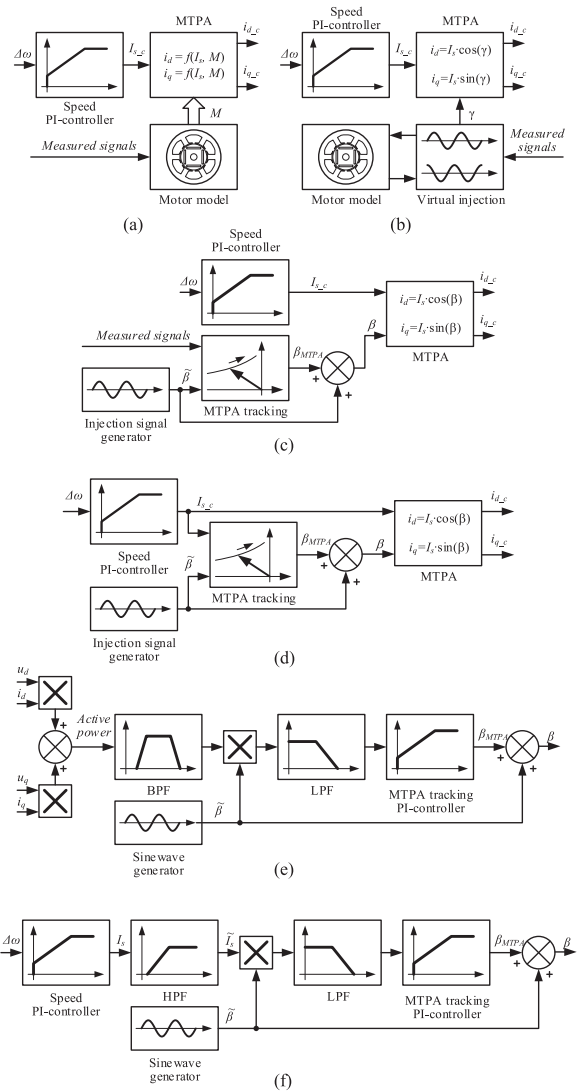 MTPA
Δω
I_s_c
i_d = f(I_s, M)
i_q = f(I_s, M)
i_d_c
i_q_c
Speed
PI-controller
M
Measured signals
Motor model
(a)
Speed
PI-controller
MTPA
Δω
I_s_c
i_d=I_s·cos(γ)
i_q=I_s·sin(γ)
i_d_c
i_q_c
γ
Measured
signals
Motor model
Virtual injection
(b)
Speed
PI-controller
Δω
I_s_c
i_d=I_s·cos(β)
i_q=I_s·sin(β)
i_d_c
i_q_c
MTPA
Measured signals
β_MTPA
β
+
+
β̃
MTPA tracking
Injection signal
generator
(c)
Δω
I_s_c
i_d=I_s·cos(β)
i_q=I_s·sin(β)
i_d_c
i_q_c
MTPA
Speed
PI-controller
β_MTPA
β
+
+
β̃
MTPA tracking
Injection signal
generator
(d)
u_d
i_d
+
+
u_q
i_q
Active
power
BPF
LPF
MTPA tracking
PI-controller
β_MTPA
β
+
+
β̃
Sinewave
generator
(e)
Δω
I_s
Ĩ_s
β_MTPA
β
+
+
Speed
PI-controller
HPF
LPF
MTPA tracking
PI-controller
β̃
Sinewave
generator
(f)